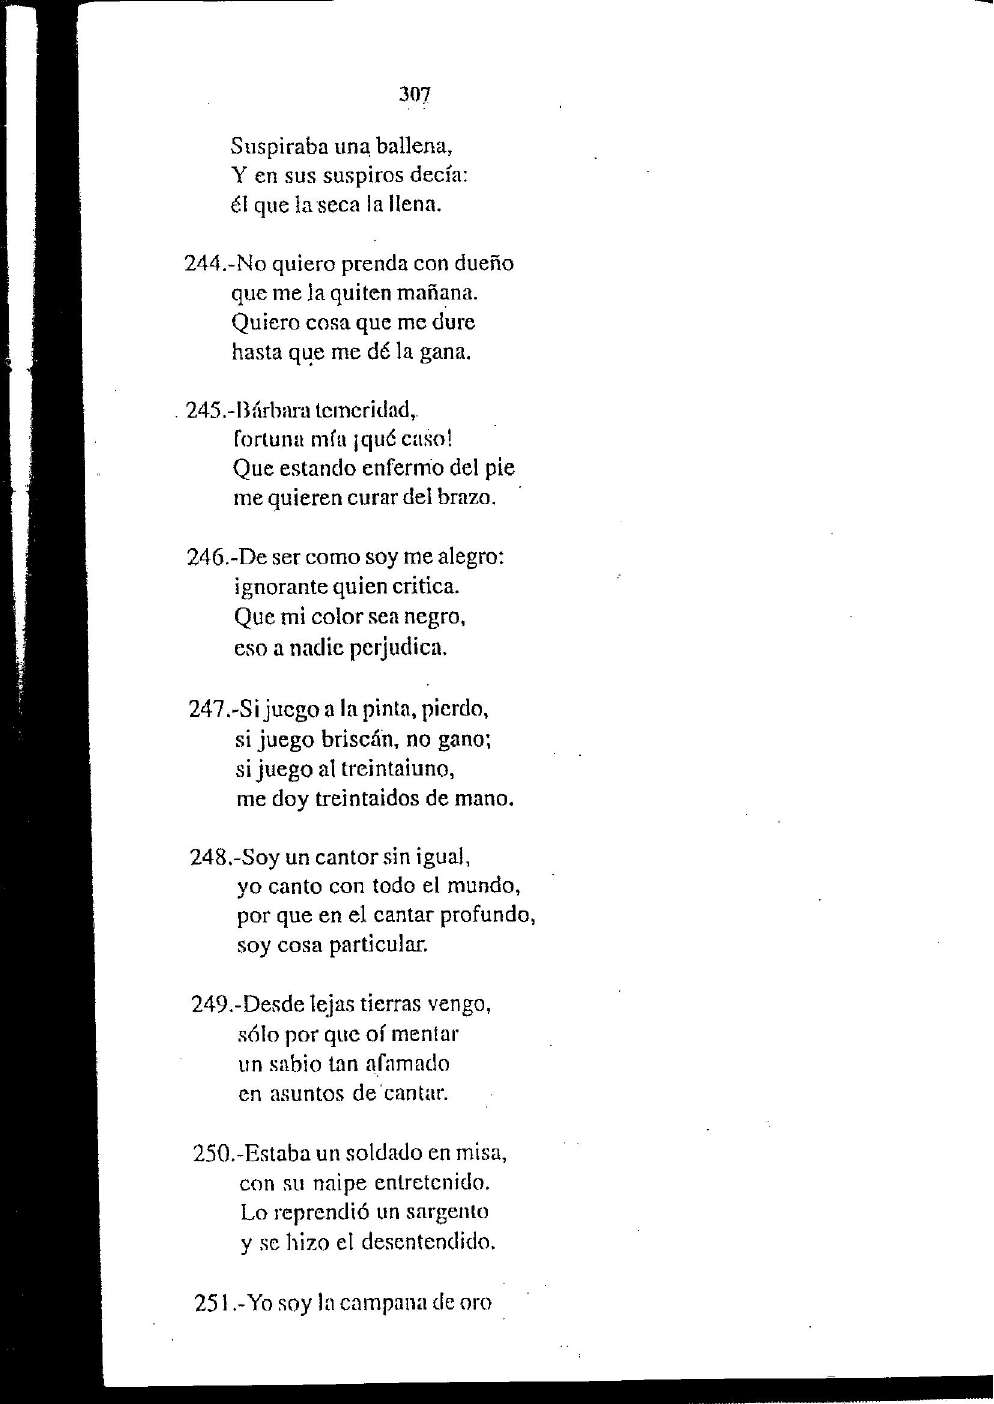 307
Suspiraba una ballena,
Y en sus suspiros decía:
él que la seca la llena.
244.-No quiero prenda con dueño
que me la quiten mañana.
Quiero cosa que me dure
hasta que me dé la gana.
245.-Bárbara temeridad,
fortuna mía ¡qué caso!
Que estando enfermo del pie
me quieren curar del brazo.
246.-De ser como soy me alegro:
ignorante quien critica.
Que mi color sea negro,
eso a nadie perjudica.
247.-Si juego a la pinta, pierdo,
si juego briscán, no gano;
si juego al treintaiuno,
me doy treintaidos de mano.
248.-Soy un cantor sin igual,
yo canto con todo el mundo,
por que en el cantar profundo,
soy cosa particular.
249.-Desde lejas tierras vengo,
sólo por que oí mentar
un sabio tan afamado
en asuntos de cantar.
250.-Estaba un soldado en misa,
con su naipe entretenido.
Lo reprendió un sargento
y se hizo el desentendido.
251.-Yo soy la campana de oro